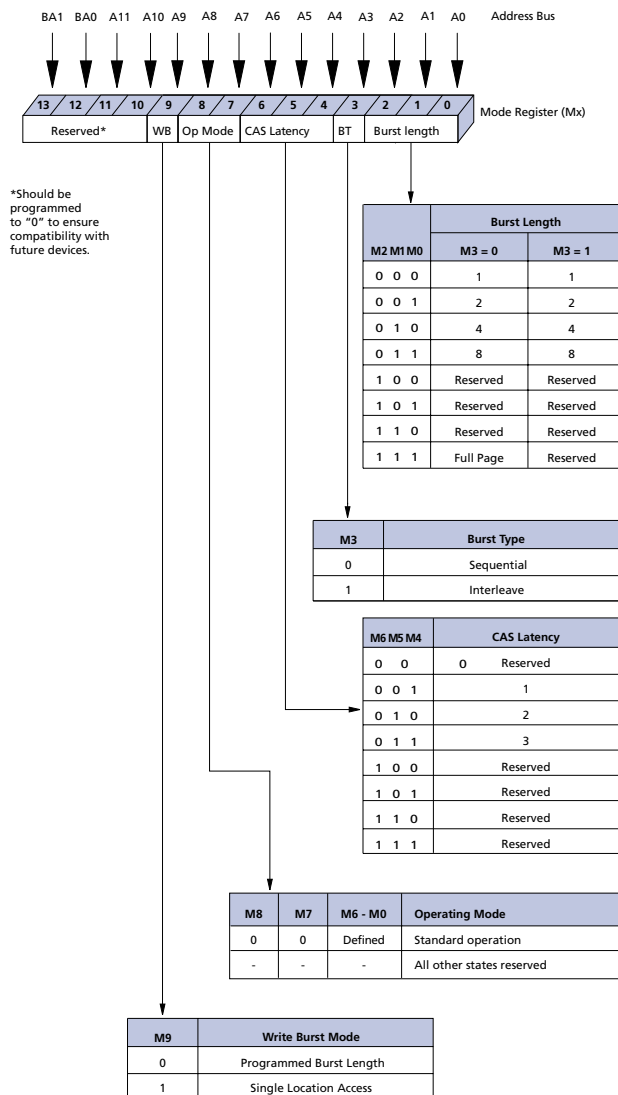 BA1 BA0 A11 A10 A9 A8 A7 A6 A5 A4 A3 A2 A1 A0 Address Bus
13 12 11 10 9 8 7 6 5 4 3 2 1 0 Mode Register (Mx)
Reserved* WB Op Mode CAS Latency BT Burst length
*Should be
programmed
to “0” to ensure
compatibility with
future devices.
Burst Length
M2 M1 M0 M3 = 0 M3 = 1
0 0 0 1 1
0 0 1 2 2
0 1 0 4 4
0 1 1 8 8
1 0 0 Reserved Reserved
1 0 1 Reserved Reserved
1 1 0 Reserved Reserved
1 1 1 Full Page Reserved
M3 Burst Type
0 Sequential
1 Interleave
M6 M5 M4 CAS Latency
0 0 0 Reserved
0 0 1 1
0 1 0 2
0 1 1 3
1 0 0 Reserved
1 0 1 Reserved
1 1 0 Reserved
1 1 1 Reserved
M8 M7 M6 - M0 Operating Mode
0 0 Defined Standard operation
- - - All other states reserved
M9 Write Burst Mode
0 Programmed Burst Length
1 Single Location Access